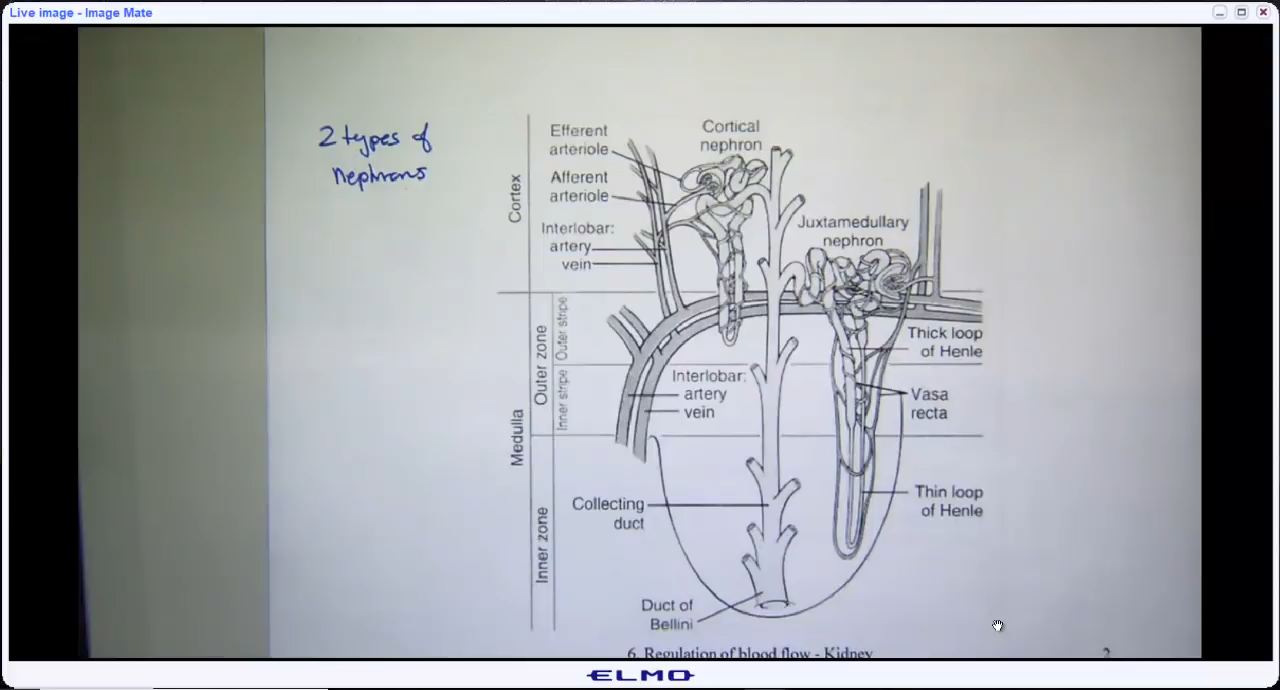 Live image - Image Mate
2 types of
nephrons
Efferent
arteriole
Afferent
arteriole
Interlobar:
artery
vein
Cortical
nephron
Juxtamedullary
nephron
Cortex
Medulla
Outer zone
Outer stripe
Inner stripe
Inner zone
Interlobar:
artery
vein
Thick loop
of Henle
Vasa
recta
Thin loop
of Henle
Collecting
duct
Duct of
Bellini
6. Regulation of blood flow - Kidney
2
ELMO